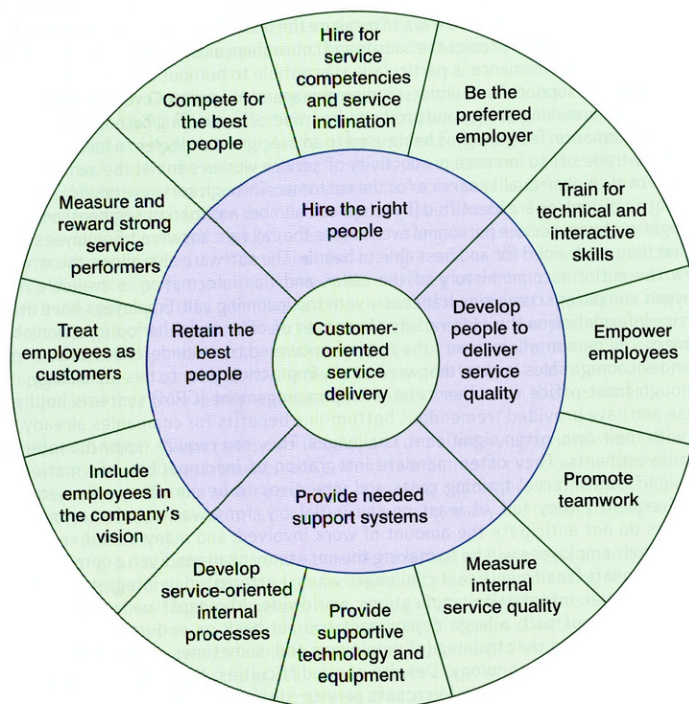 Hire for
service
competencies
and service
inclination
Be the
preferred
employer
Train for
technical and
interactive
skills
Empower
employees
Promote
teamwork
Measure
internal
service quality
Provide
supportive
technology and
equipment
Develop
service-oriented
internal
processes
Include
employees in
the company's
vision
Treat
employees as
customers
Measure and
reward strong
service
performers
Compete for
the best
people
Hire the right
people
Develop
people to
deliver
service
quality
Provide needed
support systems
Retain the
best
people
Customer-
oriented
service
delivery